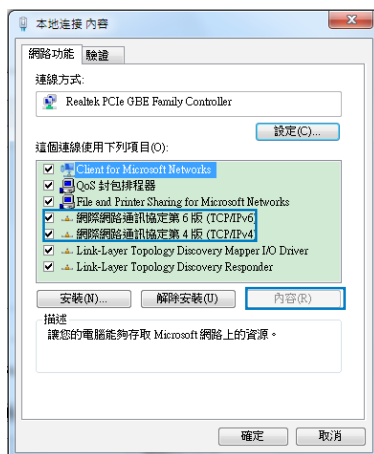 本地连接 內容
網路功能 驗證
連線方式:
Realtek PCIe GBE Family Controller
設定(C)...
這個連線使用下列項目(O):
Client for Microsoft Networks
QoS 封包排程器
File and Printer Sharing for Microsoft Networks
網際網路通訊協定第 6 版 (TCP/IPv6)
網際網路通訊協定第 4 版 (TCP/IPv4)
Link-Layer Topology Discovery Mapper I/O Driver
Link-Layer Topology Discovery Responder
安裝(N)... 解除安裝(U) 內容(R)
描述
讓您的電腦能夠存取 Microsoft 網路上的資源。
確定 取消